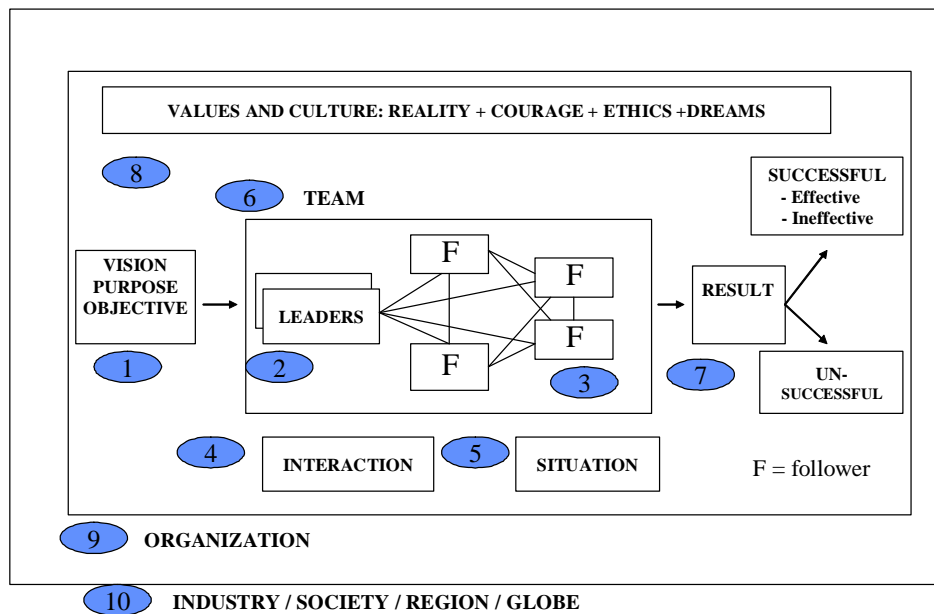 VALUES AND CULTURE: REALITY + COURAGE + ETHICS +DREAMS
8
6
TEAM
SUCCESSFUL
- Effective
- Ineffective
VISION
PURPOSE
OBJECTIVE
1
LEADERS
2
F
F
F
F
3
RESULT
7
UN-
SUCCESSFUL
4
INTERACTION
5
SITUATION
F = follower
9
ORGANIZATION
10
INDUSTRY / SOCIETY / REGION / GLOBE